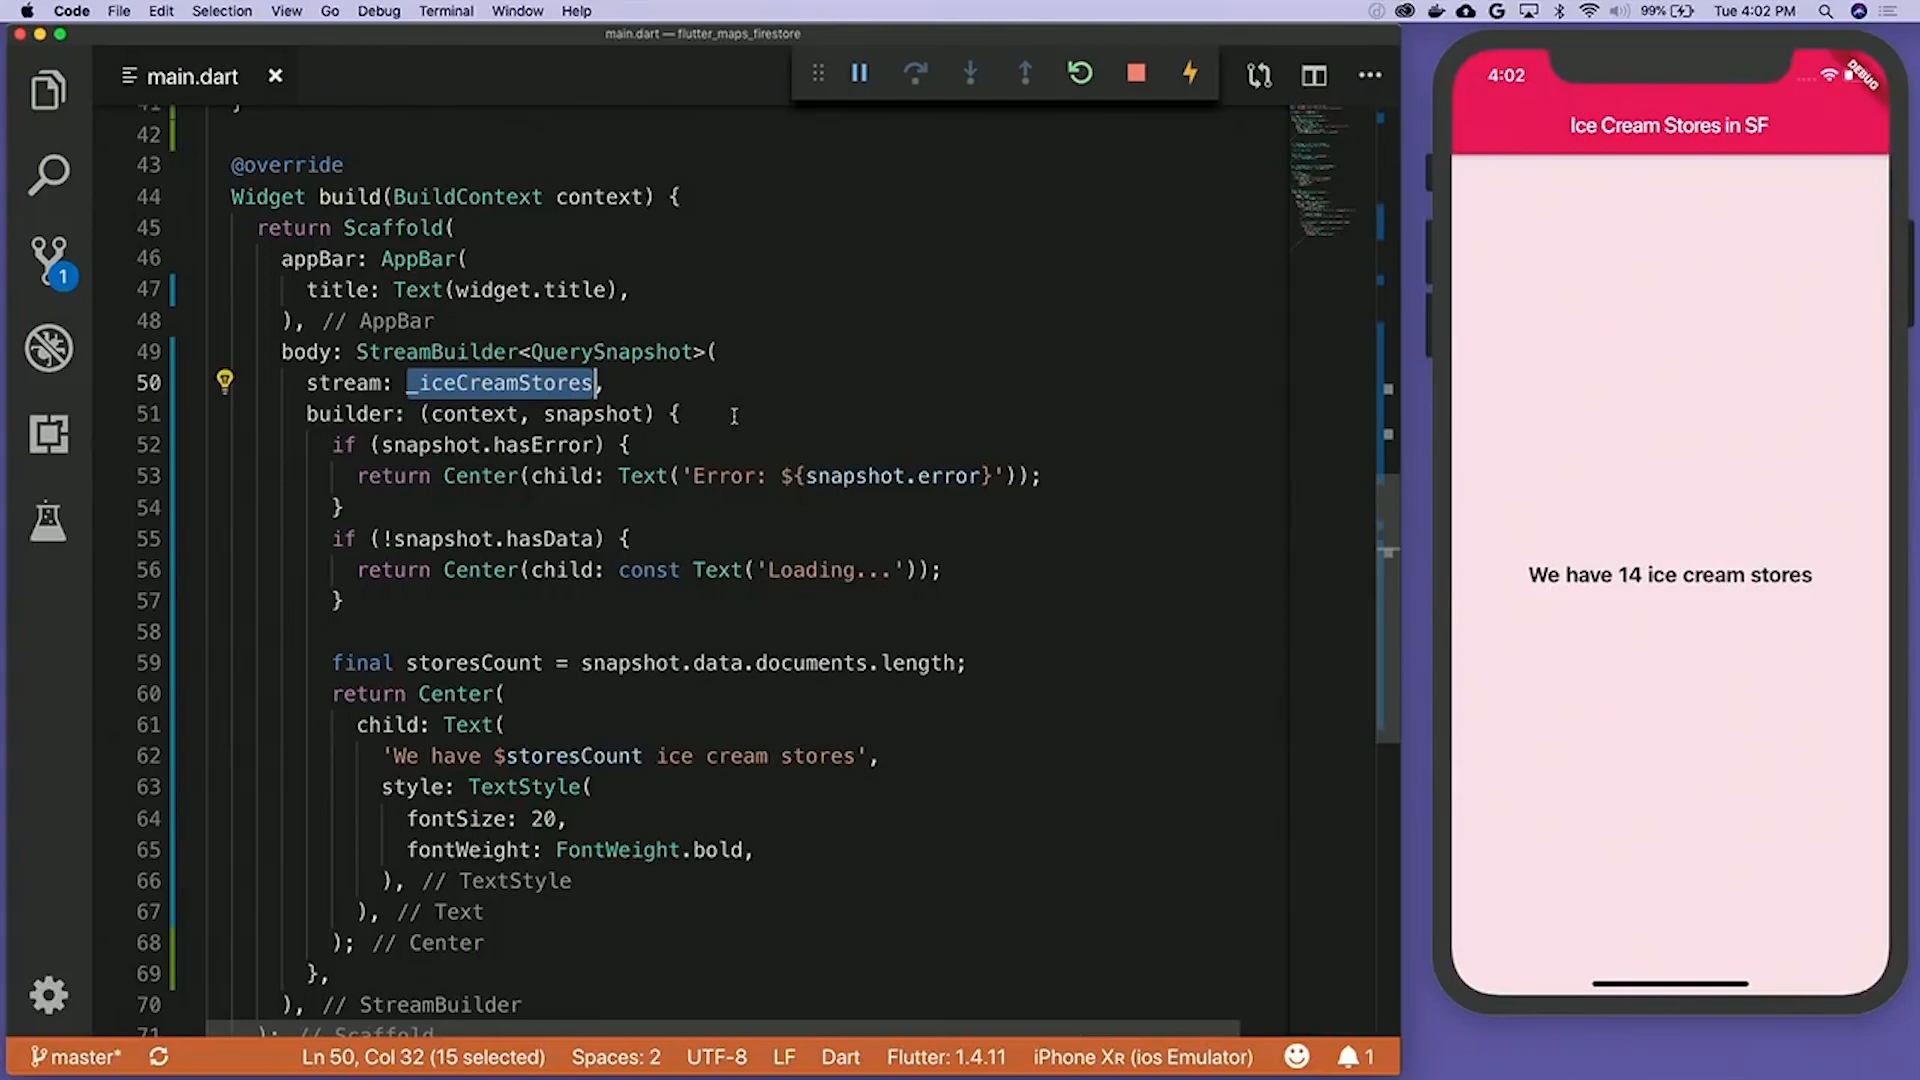 Code File Edit Selection View Go Debug Terminal Window Help 99% Tue 4:02 PM
main.dart — flutter_maps_firestore
main.dart
41 }
42
43 @override
44 Widget build(BuildContext context) {
45 return Scaffold(
46 appBar: AppBar(
47 title: Text(widget.title),
48 ), // AppBar
49 body: StreamBuilder<QuerySnapshot>(
50 stream: _iceCreamStores,
51 builder: (context, snapshot) {
52 if (snapshot.hasError) {
53 return Center(child: Text('Error: ${snapshot.error}'));
54 }
55 if (!snapshot.hasData) {
56 return Center(child: const Text('Loading...'));
57 }
58
59 final storesCount = snapshot.data.documents.length;
60 return Center(
61 child: Text(
62 'We have $storesCount ice cream stores',
63 style: TextStyle(
64 fontSize: 20,
65 fontWeight: FontWeight.bold,
66 ), // TextStyle
67 ), // Text
68 ); // Center
69 },
70 ), // StreamBuilder
71 ); // Scaffold
1
master* Ln 50, Col 32 (15 selected) Spaces: 2 UTF-8 LF Dart Flutter: 1.4.11 iPhone XR (ios Emulator) 1
4:02
DEBUG
Ice Cream Stores in SF
We have 14 ice cream stores